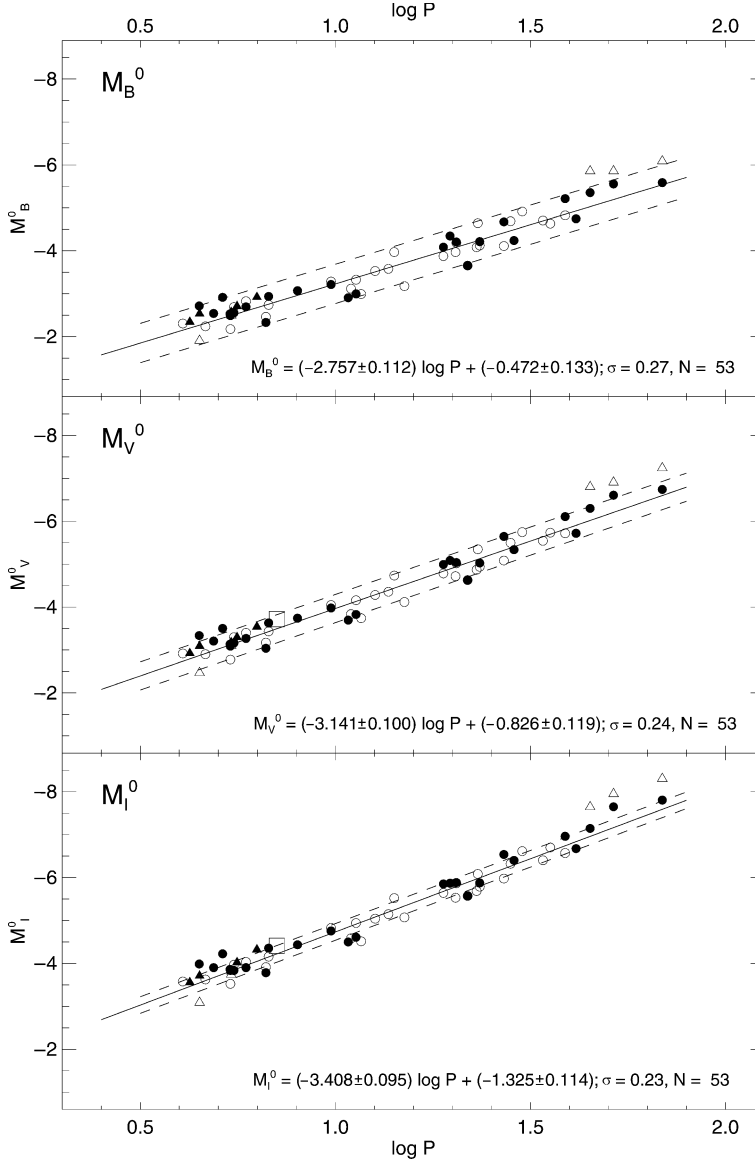 log P
0.5 1.0 1.5 2.0
M_B^0
−8
−6
−4
−2
M^0_B
M_B^0 = (−2.757±0.112) log P + (−0.472±0.133); σ = 0.27, N = 53
M_V^0
−8
−6
−4
−2
M^0_V
M_V^0 = (−3.141±0.100) log P + (−0.826±0.119); σ = 0.24, N = 53
M_I^0
−8
−6
−4
−2
M^0_I
M_I^0 = (−3.408±0.095) log P + (−1.325±0.114); σ = 0.23, N = 53
0.5 1.0 1.5 2.0
log P